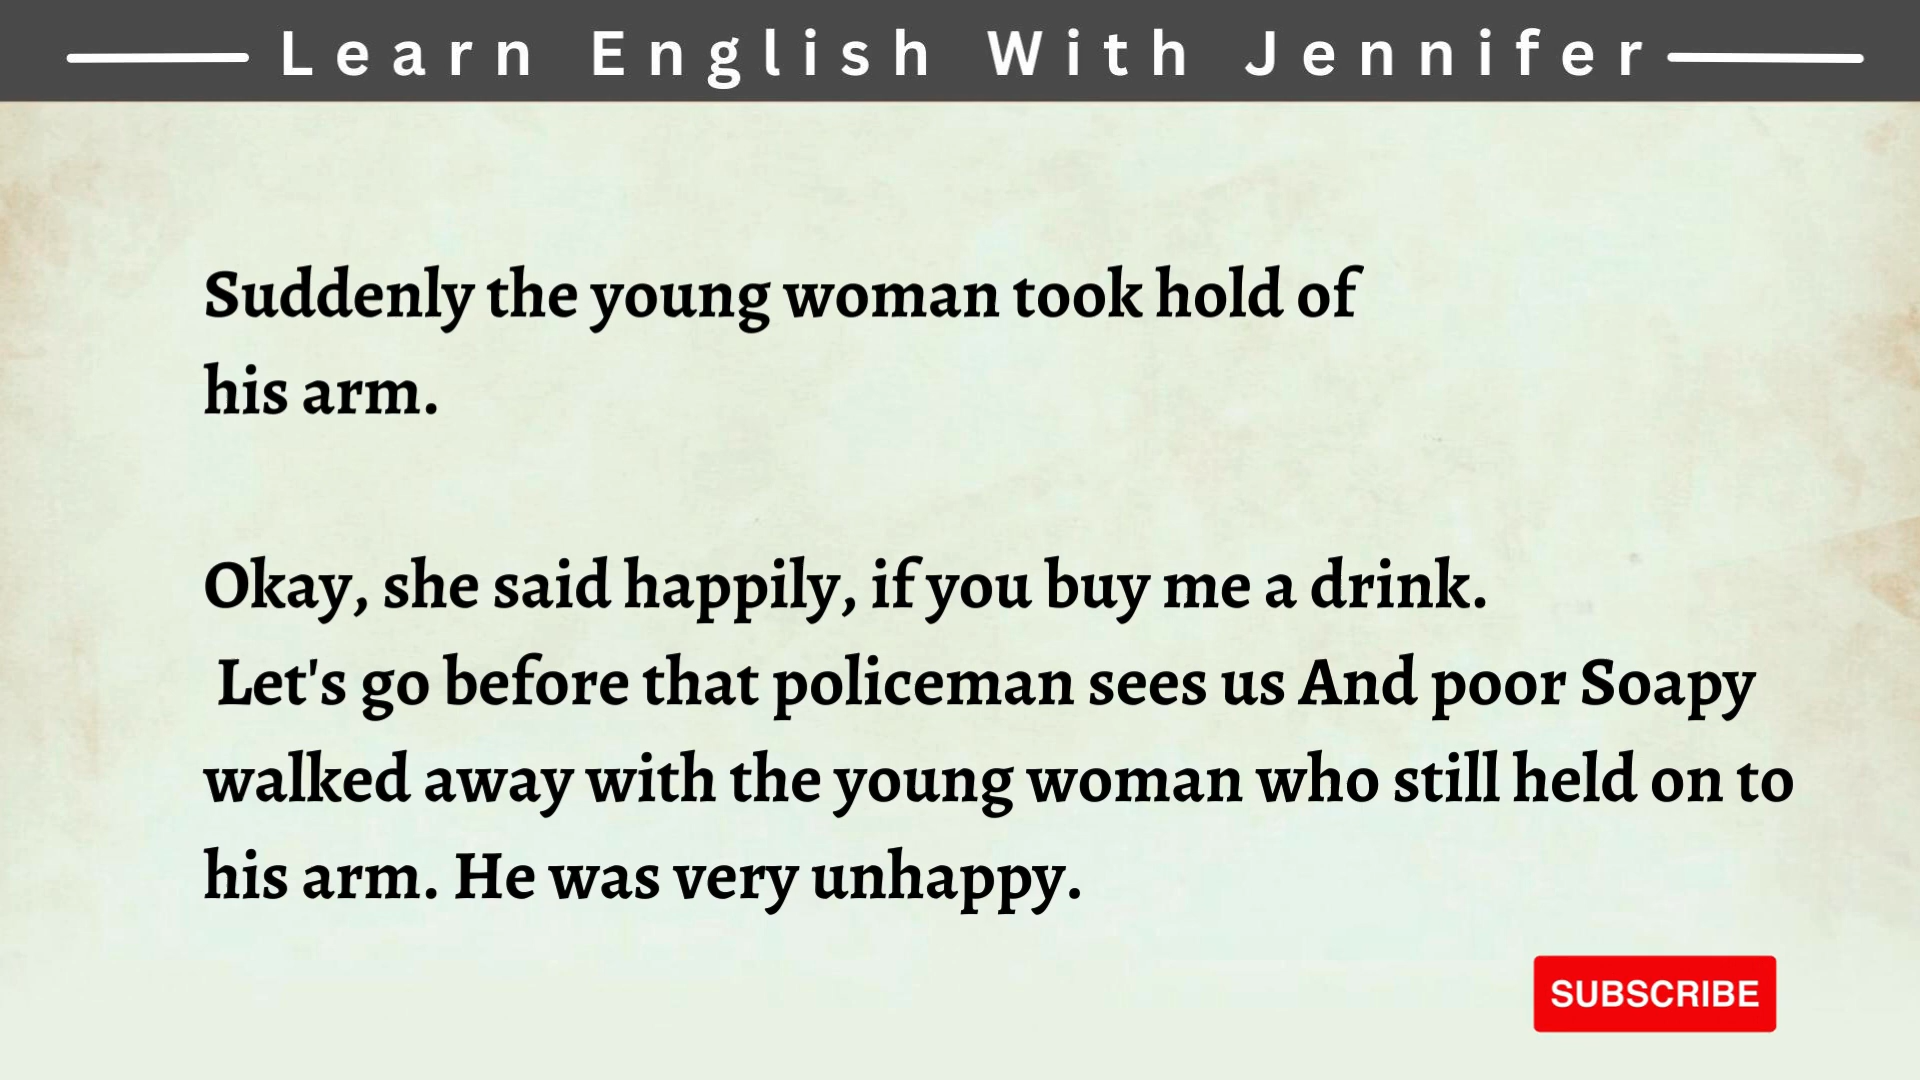 Learn English With Jennifer
Suddenly the young woman took hold of
his arm.
Okay, she said happily, if you buy me a drink.
Let's go before that policeman sees us And poor Soapy
walked away with the young woman who still held on to
his arm. He was very unhappy.
SUBSCRIBE